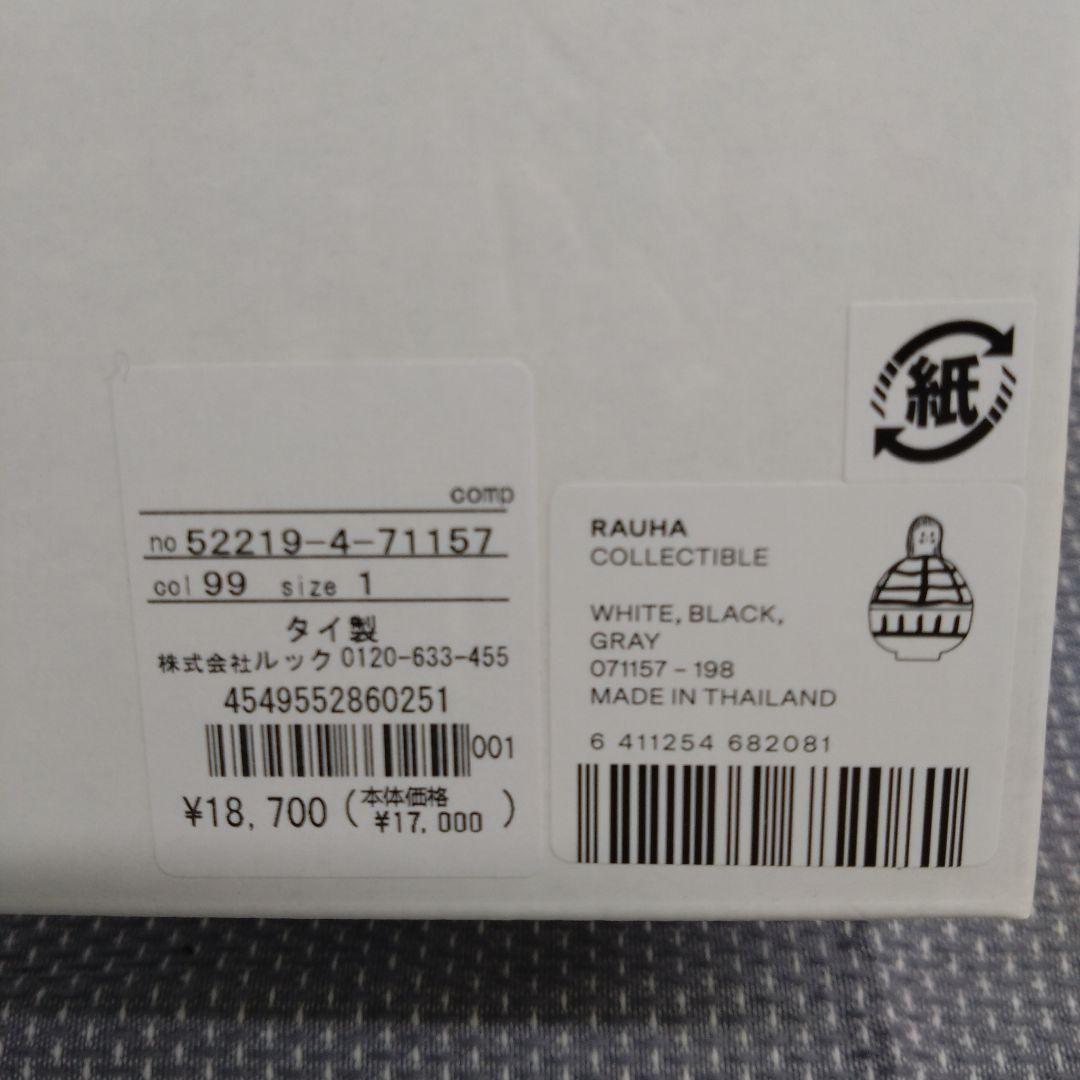 comp
no 52219-4-71157
col 99 size 1
タイ製
株式会社ルック 0120-633-455
4549552860251
001
¥18,700 (本体価格 ¥17,000 )
紙
RAUHA
COLLECTIBLE
WHITE, BLACK,
GRAY
071157 – 198
MADE IN THAILAND
6 411254 682081